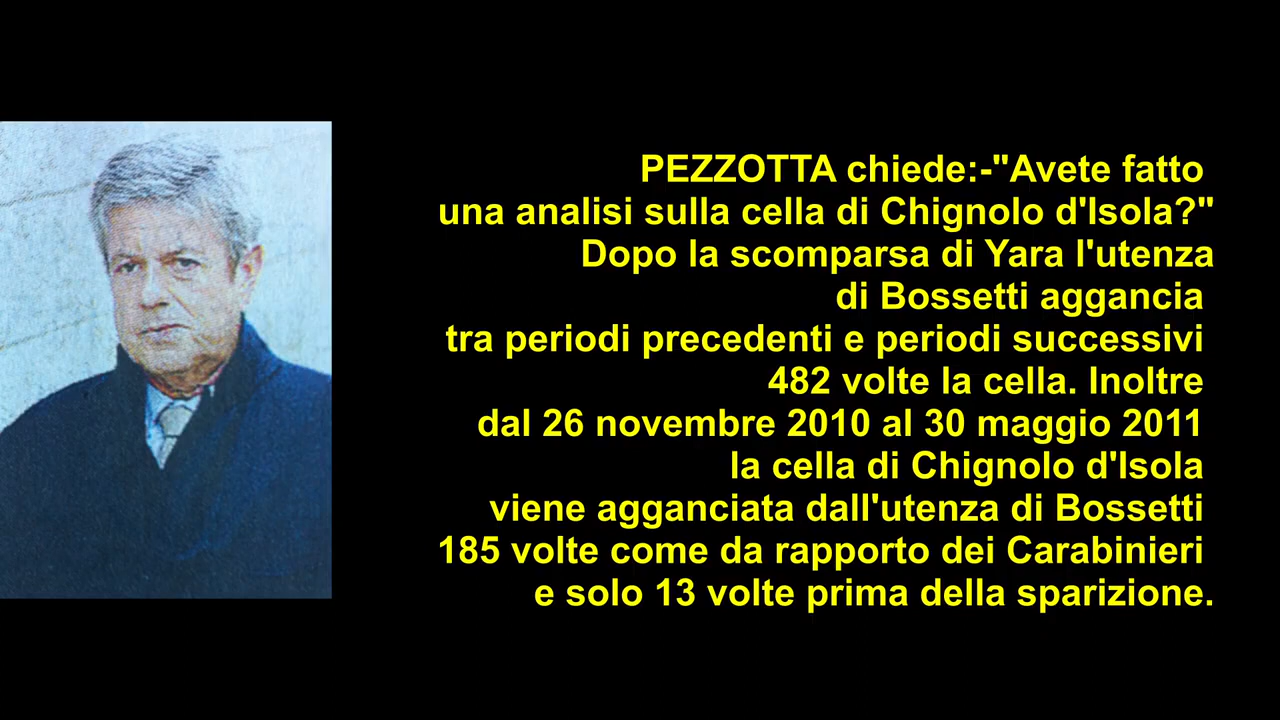 PEZZOTTA chiede:-"Avete fatto
una analisi sulla cella di Chignolo d'Isola?"
Dopo la scomparsa di Yara l'utenza
di Bossetti aggancia
tra periodi precedenti e periodi successivi
482 volte la cella. Inoltre
dal 26 novembre 2010 al 30 maggio 2011
la cella di Chignolo d'Isola
viene agganciata dall'utenza di Bossetti
185 volte come da rapporto dei Carabinieri
e solo 13 volte prima della sparizione.